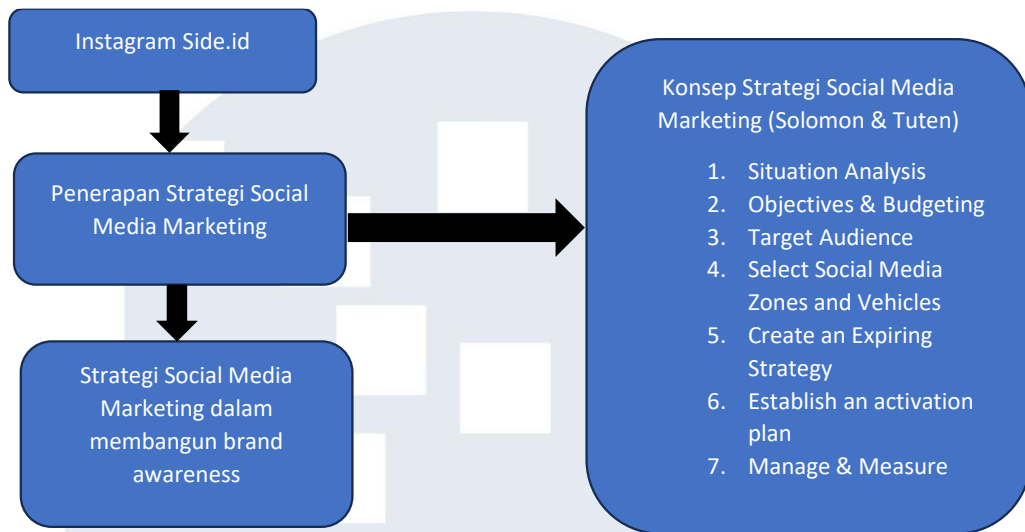 Instagram Side.id
Penerapan Strategi Social
Media Marketing
Strategi Social Media
Marketing dalam
membangun brand
awareness
Konsep Strategi Social Media
Marketing (Solomon & Tuten)
1. Situation Analysis
2. Objectives & Budgeting
3. Target Audience
4. Select Social Media
Zones and Vehicles
5. Create an Expiring
Strategy
6. Establish an activation
plan
7. Manage & Measure